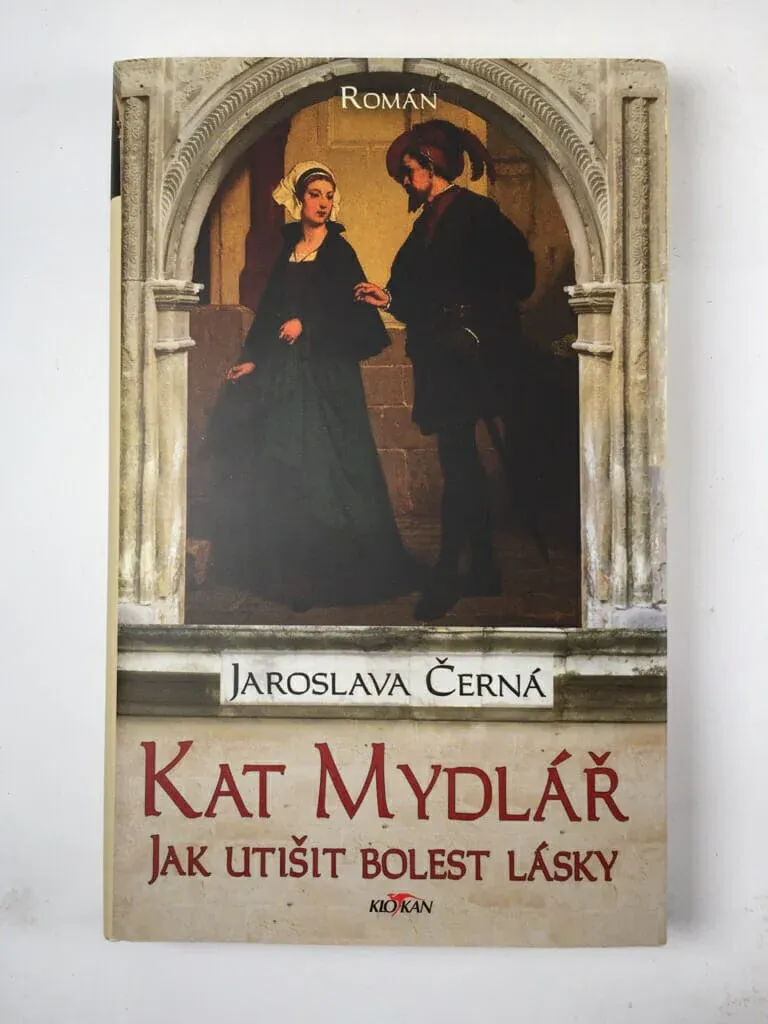 Román
Jaroslava Černá
Kat Mydlář
Jak utišit bolest lásky
KLOKAN